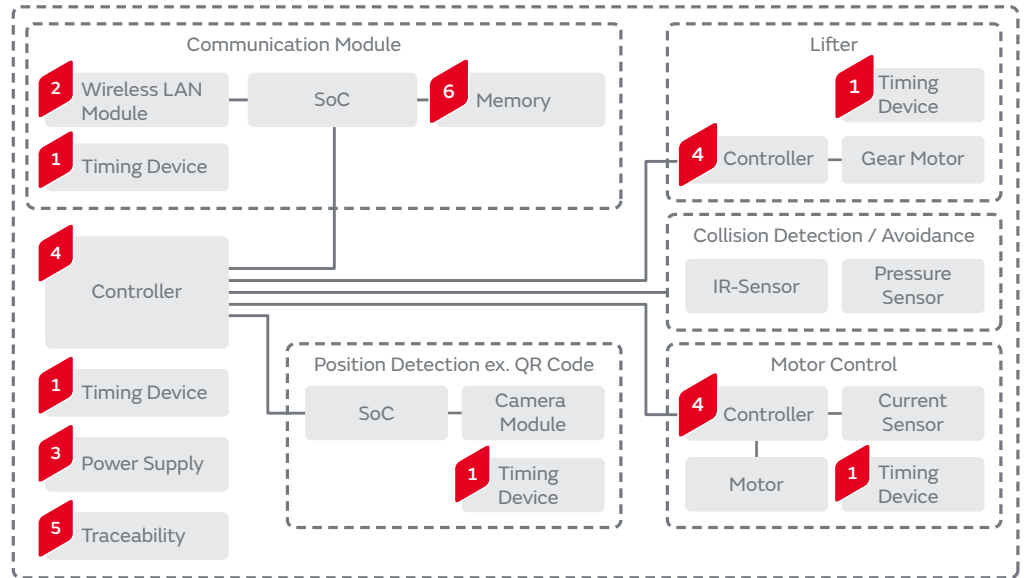 Communication Module
2
Wireless LAN
Module
SoC
6
Memory
1
Timing Device
Lifter
1
Timing
Device
4
Controller
Gear Motor
4
Controller
Collision Detection / Avoidance
IR-Sensor
Pressure
Sensor
1
Timing Device
3
Power Supply
5
Traceability
Position Detection ex. QR Code
SoC
Camera
Module
1
Timing
Device
Motor Control
4
Controller
Current
Sensor
Motor
1
Timing
Device